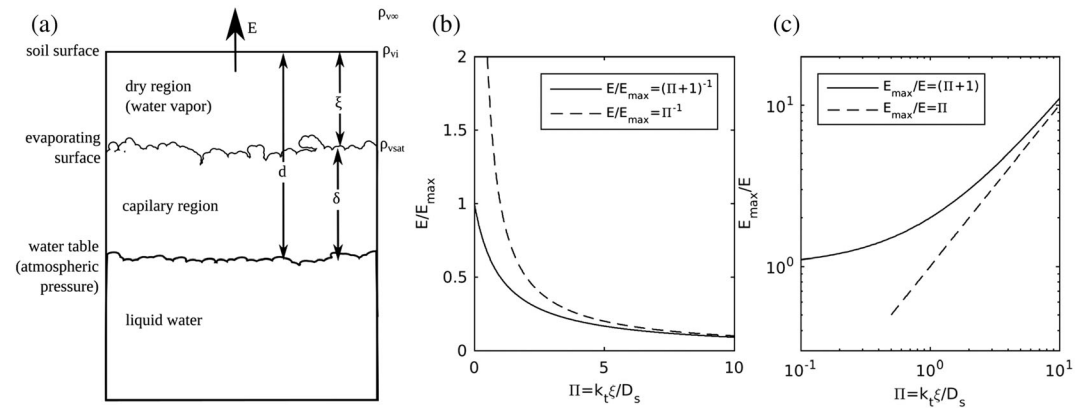 (a)
ρv∞
E
soil surface
ρvi
dry region
(water vapor)
ξ
evaporating
surface
ρvsat
d
capilary region
δ
water table
(atmospheric
pressure)
liquid water
(b)
2
1.5
1
0.5
0
E/Emax
E/Emax=(Π+1)-1
E/Emax=Π-1
0
5
10
Π=ktξ/Ds
(c)
101
100
Emax/E
Emax/E=(Π+1)
Emax/E=Π
10-1
100
101
Π=ktξ/Ds